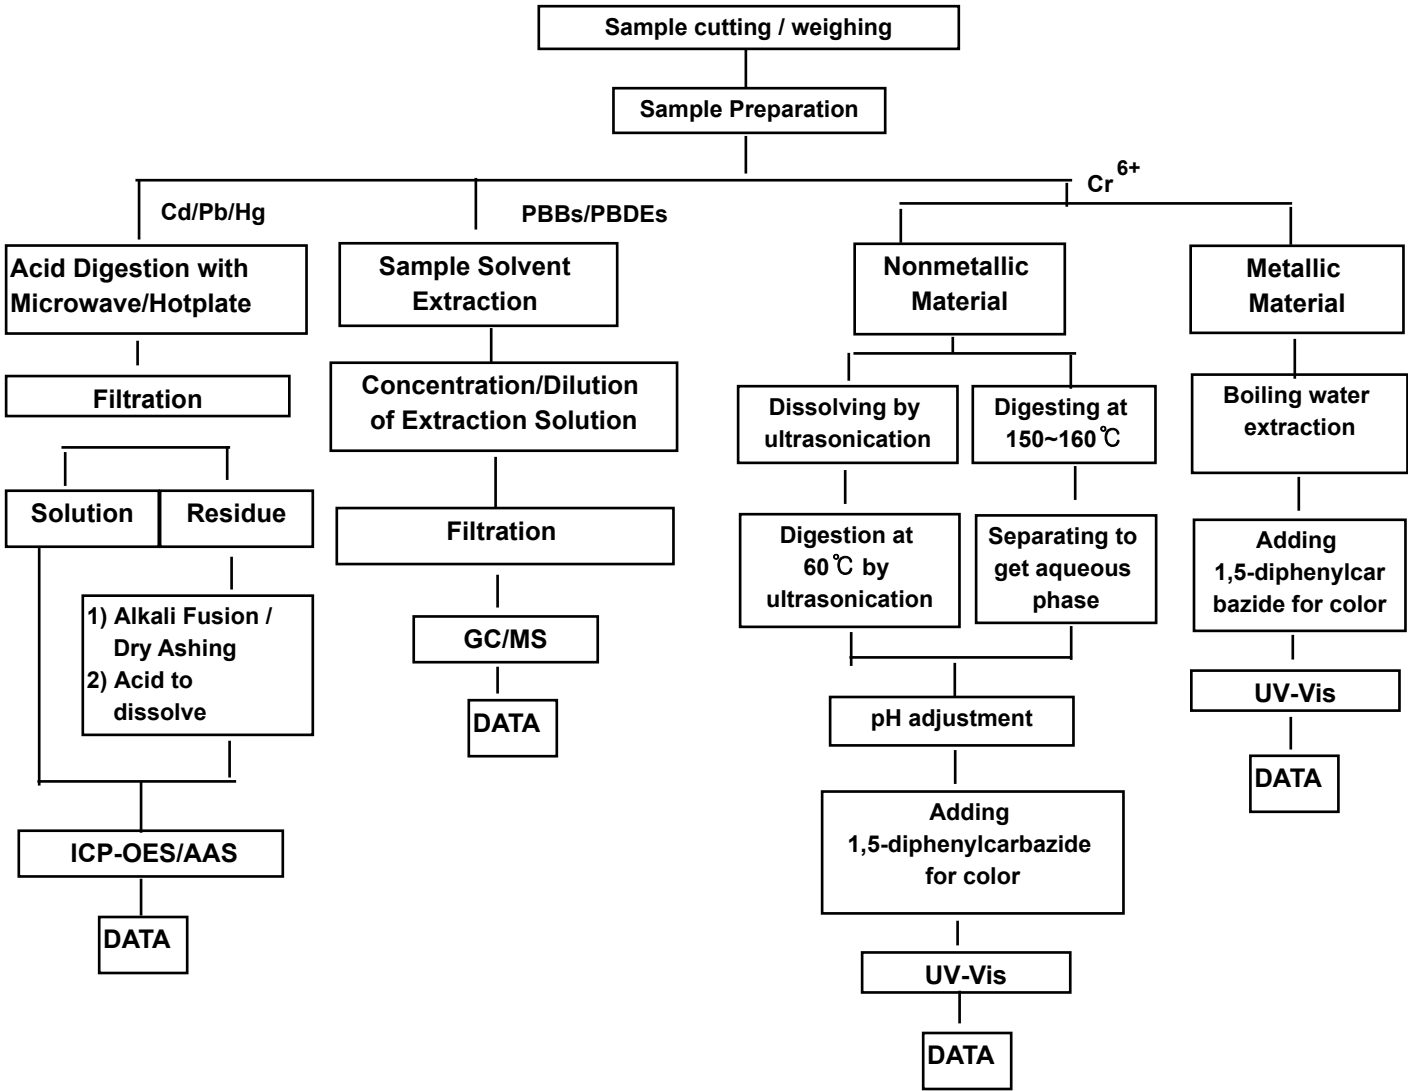 Sample cutting / weighing
Sample Preparation
Cd/Pb/Hg
PBBs/PBDEs
Cr 6+
Acid Digestion with
Microwave/Hotplate
Filtration
Solution
Residue
1) Alkali Fusion /
Dry Ashing
2) Acid to
dissolve
ICP-OES/AAS
DATA
Sample Solvent
Extraction
Concentration/Dilution
of Extraction Solution
Filtration
GC/MS
DATA
Nonmetallic
Material
Dissolving by
ultrasonication
Digestion at
60℃ by
ultrasonication
Digesting at
150~160℃
Separating to
get aqueous
phase
pH adjustment
Adding
1,5-diphenylcarbazide
for color
UV-Vis
DATA
Metallic
Material
Boiling water
extraction
Adding
1,5-diphenylcar
bazide for color
UV-Vis
DATA